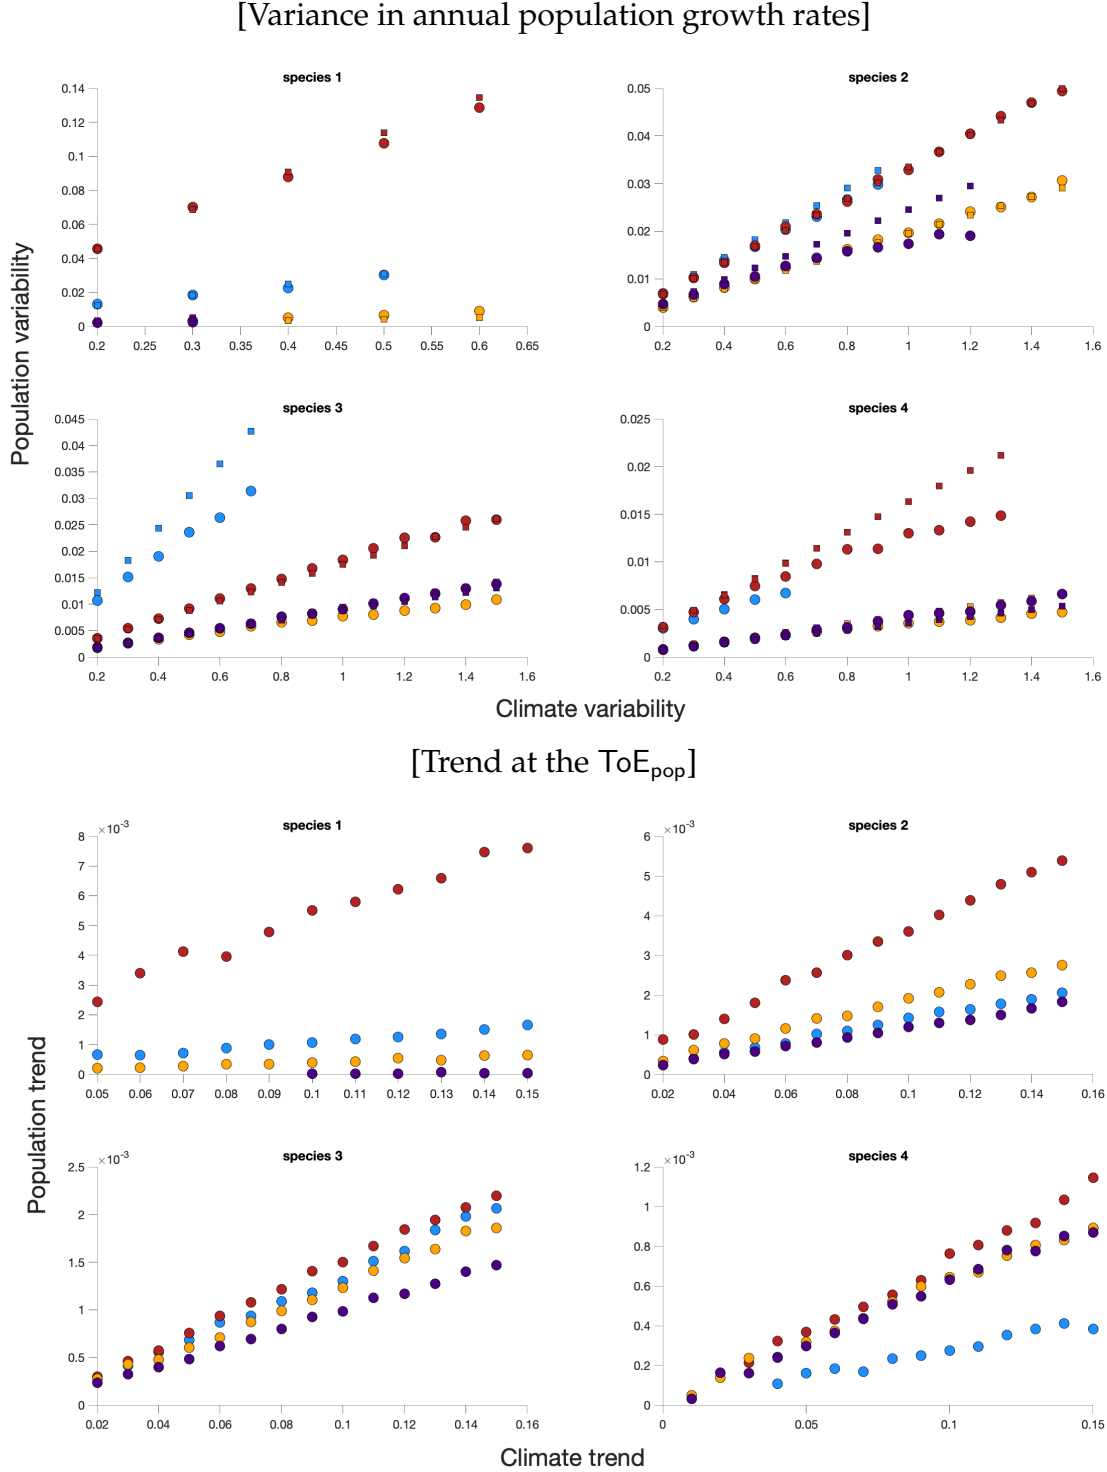 [Variance in annual population growth rates]
species 1
0.14
0.12
0.1
0.08
0.06
0.04
0.02
0
0.2 0.25 0.3 0.35 0.4 0.45 0.5 0.55 0.6 0.65
species 2
0.05
0.04
0.03
0.02
0.01
0
0.2 0.4 0.6 0.8 1 1.2 1.4 1.6
Population variability
species 3
0.045
0.04
0.035
0.03
0.025
0.02
0.015
0.01
0.005
0
0.2 0.4 0.6 0.8 1 1.2 1.4 1.6
species 4
0.025
0.02
0.015
0.01
0.005
0
0.2 0.4 0.6 0.8 1 1.2 1.4 1.6
Climate variability
[Trend at the ToEpop]
species 1
×10-3
8
7
6
5
4
3
2
1
0
0.05 0.06 0.07 0.08 0.09 0.1 0.11 0.12 0.13 0.14 0.15
species 2
×10-3
6
5
4
3
2
1
0
0.02 0.04 0.06 0.08 0.1 0.12 0.14 0.16
Population trend
species 3
×10-3
2.5
2
1.5
1
0.5
0
0.02 0.04 0.06 0.08 0.1 0.12 0.14 0.16
species 4
×10-3
1.2
1
0.8
0.6
0.4
0.2
0
0 0.05 0.1 0.15
Climate trend